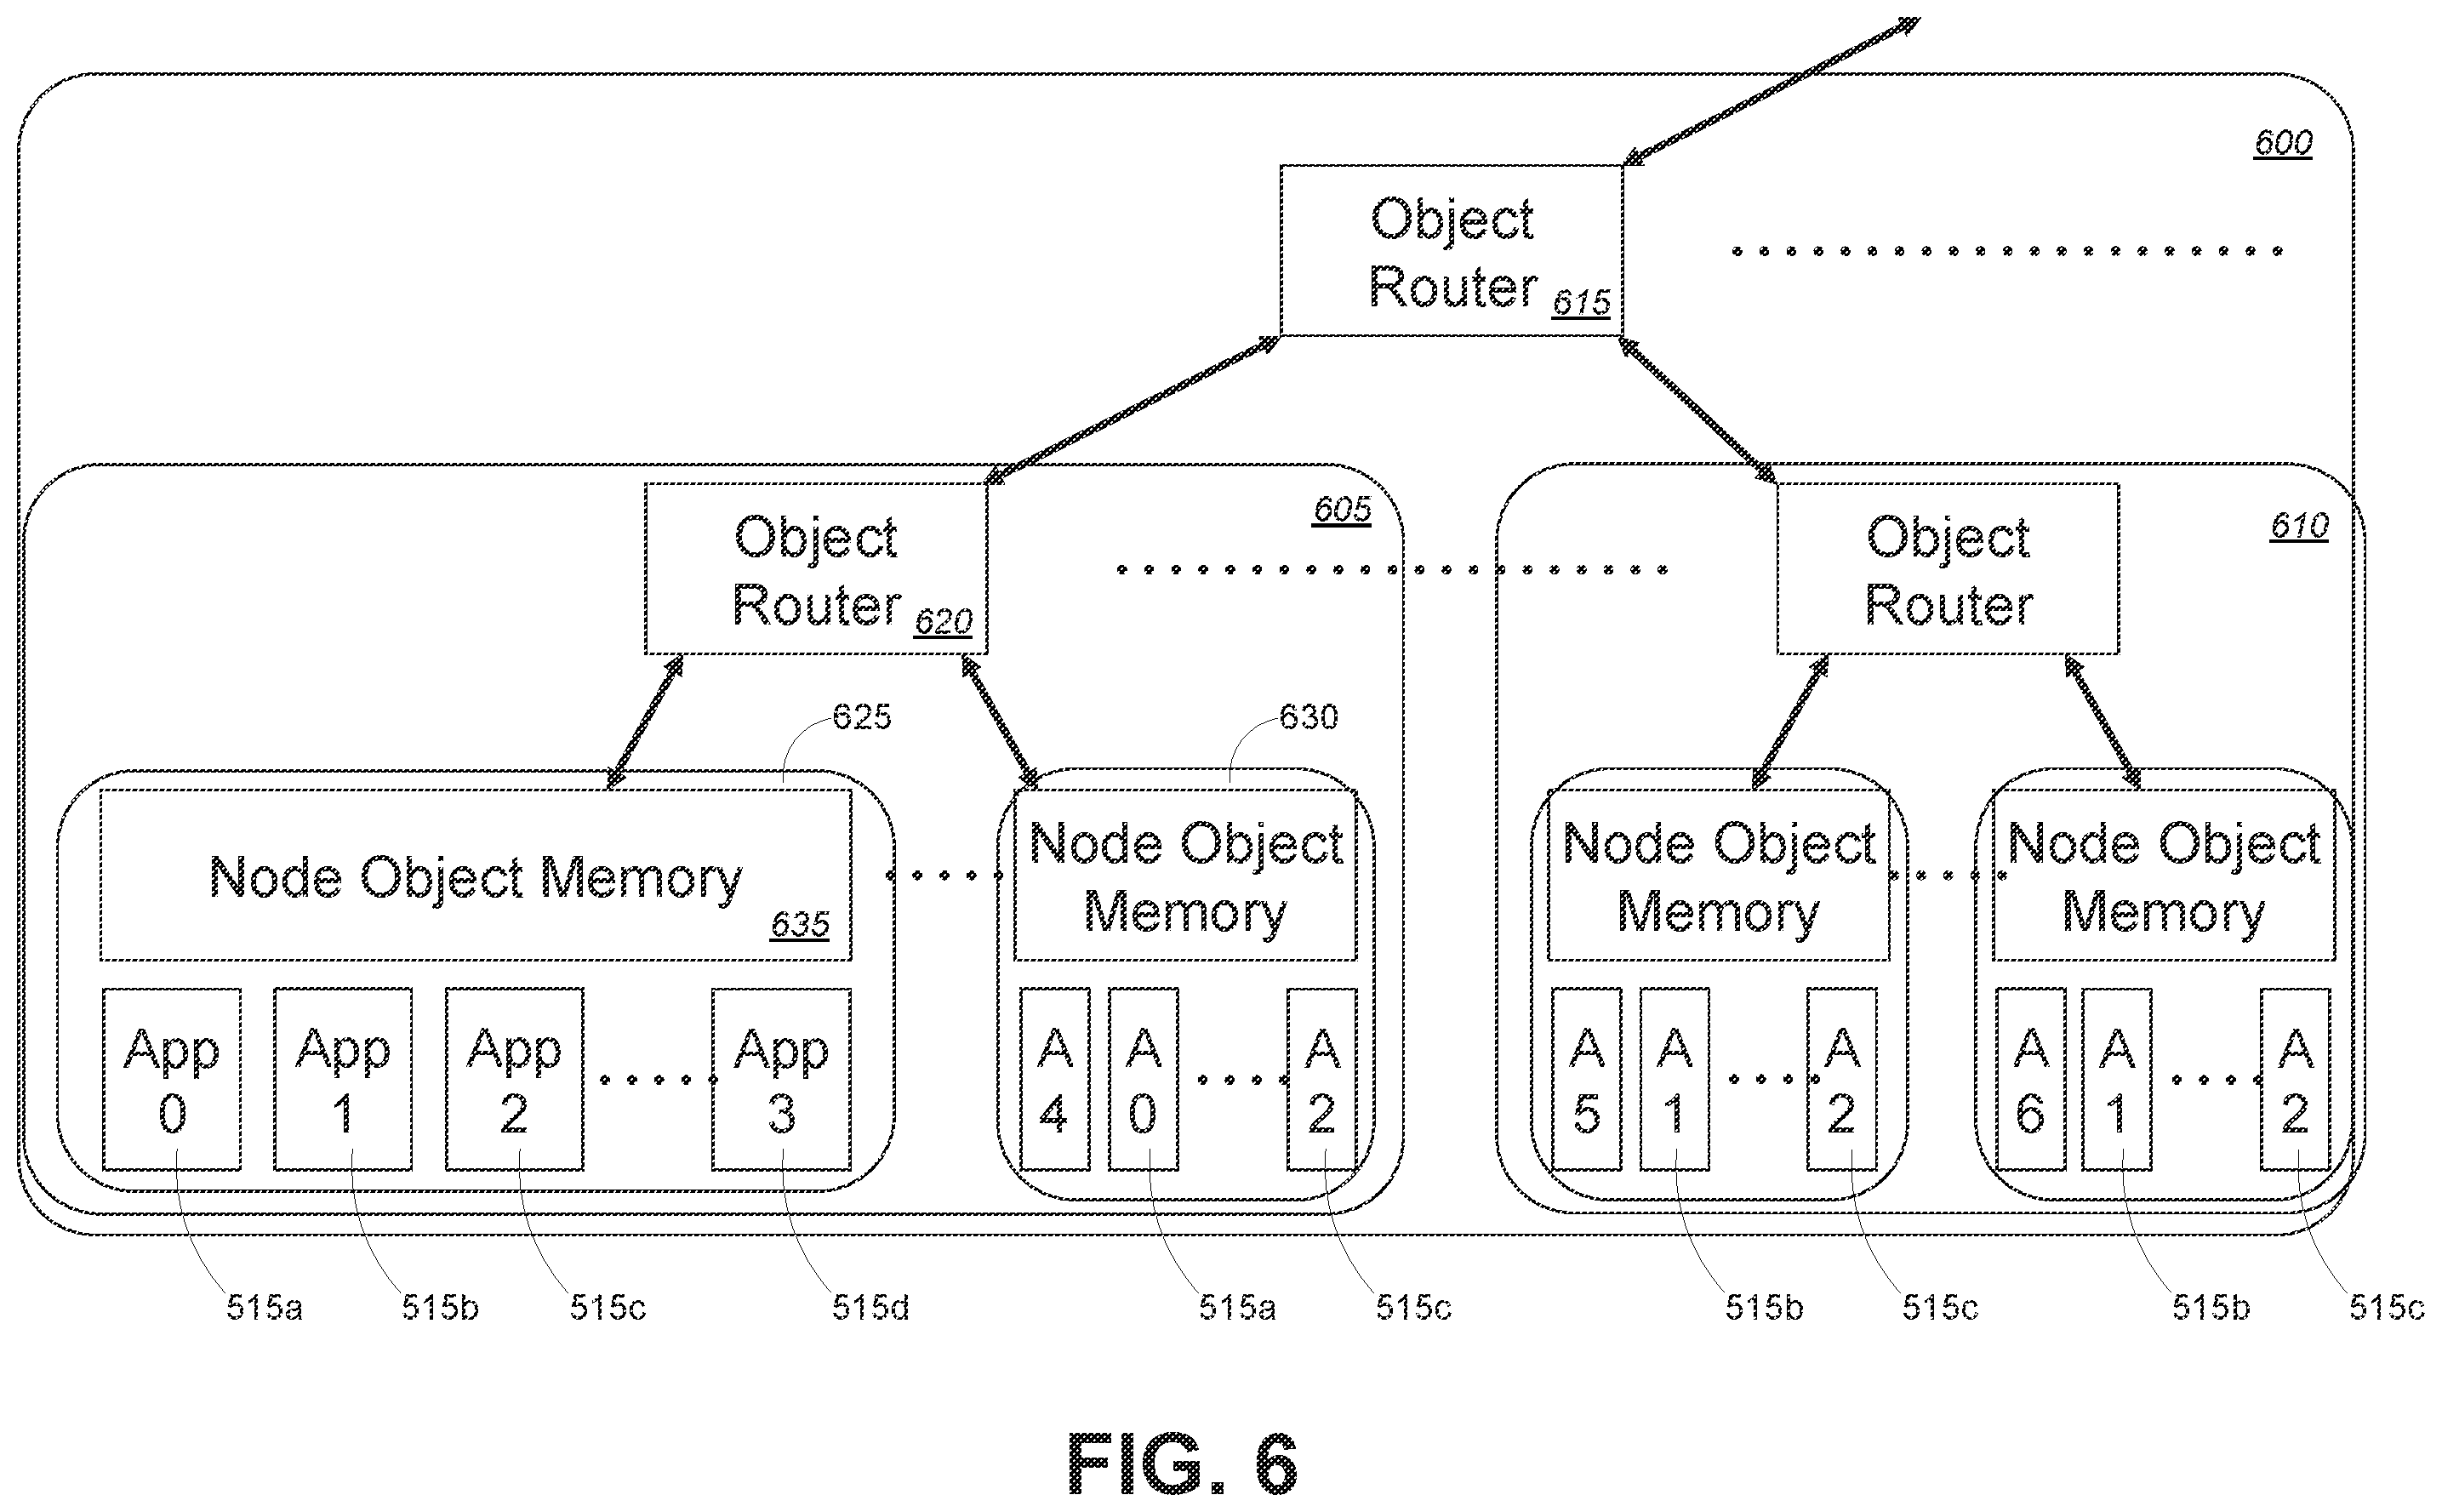 600
Object
Router 615
605
610
Object
Router 620
Object
Router
625
630
Node Object Memory
635
Node Object
Memory
Node Object
Memory
Node Object
Memory
App
0
App
1
App
2
App
3
A
4
A
0
A
2
A
5
A
1
A
2
A
6
A
1
A
2
515a 515b 515c 515d 515a 515c 515b 515c 515b 515c
FIG. 6